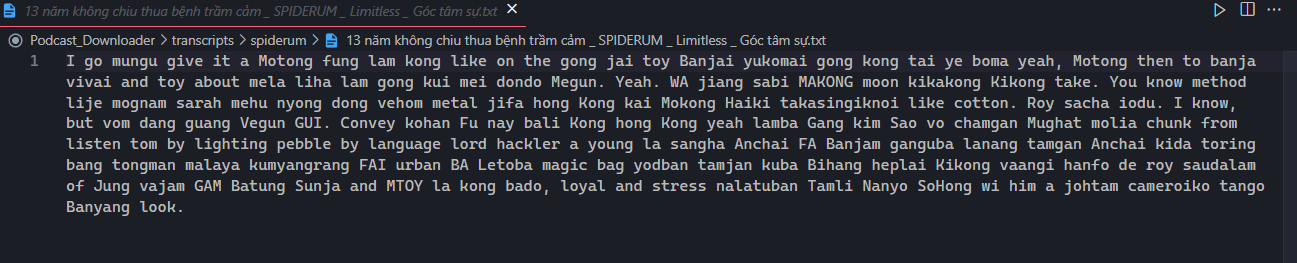 13 năm không chiu thua bệnh trầm cảm _ SPIDERUM _ Limitless _ Góc tâm sự.txt
Podcast_Downloader > transcripts > spiderum > 13 năm không chiu thua bệnh trầm cảm _ SPIDERUM _ Limitless _ Góc tâm sự.txt
1 I go mungu give it a Motong fung lam kong like on the gong jai toy Banjai yukomai gong kong tai ye boma yeah, Motong then to banja
vivai and toy about mela liha lam gong kui mei dondo Megun. Yeah. WA jiang sabi MAKONG moon kikakong Kikong take. You know method
lije mognam sarah mehu nyong dong vehom metal jifa hong Kong kai Mokong Haiki takasingiknoi like cotton. Roy sacha iodu. I know,
but vom dang guang Vegun GUI. Convey kohan Fu nay bali Kong hong Kong yeah lamba Gang kim Sao vo chamgan Mughat molia chunk from
listen tom by lighting pebble by language lord hackler a young la sangha Anchai FA Banjam ganguba lanang tamgan Anchai kida toring
bang tongman malaya kumyangrang FAI urban BA Letoba magic bag yodban tamjan kuba Bihang heplai Kikong vaangi hanfo de roy saudalam
of Jung vajam GAM Batung Sunja and MTOY la kong bado, loyal and stress nalatuban Tamli Nanyo SoHong wi him a johtam cameroiko tango
Banyang look.